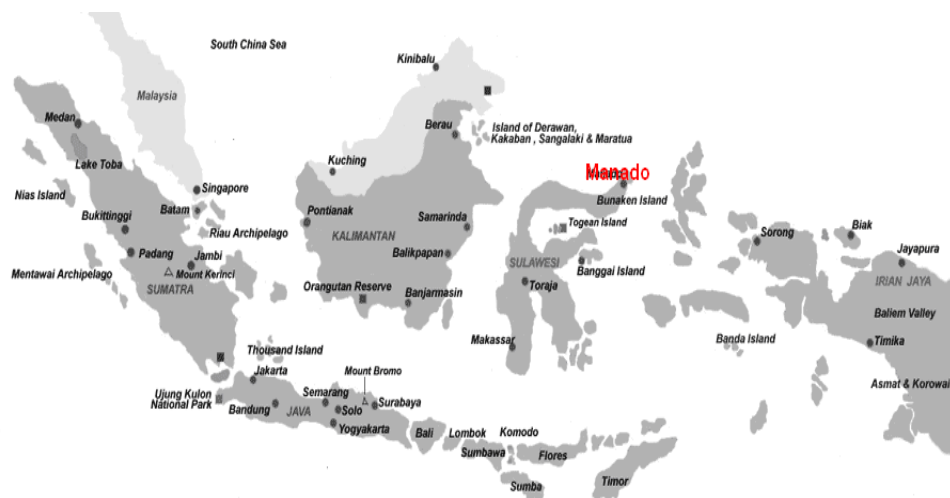 South China Sea
Kinibalu
Malaysia
Medan
Berau
Island of Derawan,
Kakaban , Sangalaki & Maratua
Lake Toba
Kuching
Manado
Nias Island
Singapore
Bunaken Island
Batam
Bukittinggi
Pontianak
Samarinda
Togean Island
Sorong
Biak
Riau Archipelago
KALIMANTAN
Padang
Jambi
Balikpapan
SULAWESI
Banggai Island
Jayapura
Mentawai Archipelago
Mount Kerinci
SUMATRA
Orangutan Reserve
Toraja
IRIAN JAYA
Banjarmasin
Baliem Valley
Makassar
Banda Island
Timika
Thousand Island
Jakarta
Mount Bromo
Asmat & Korowai
Ujung Kulon
National Park
Semarang
Bandung
JAVA
Solo
Surabaya
Yogyakarta
Bali
Lombok
Komodo
Sumbawa
Flores
Sumba
Timor